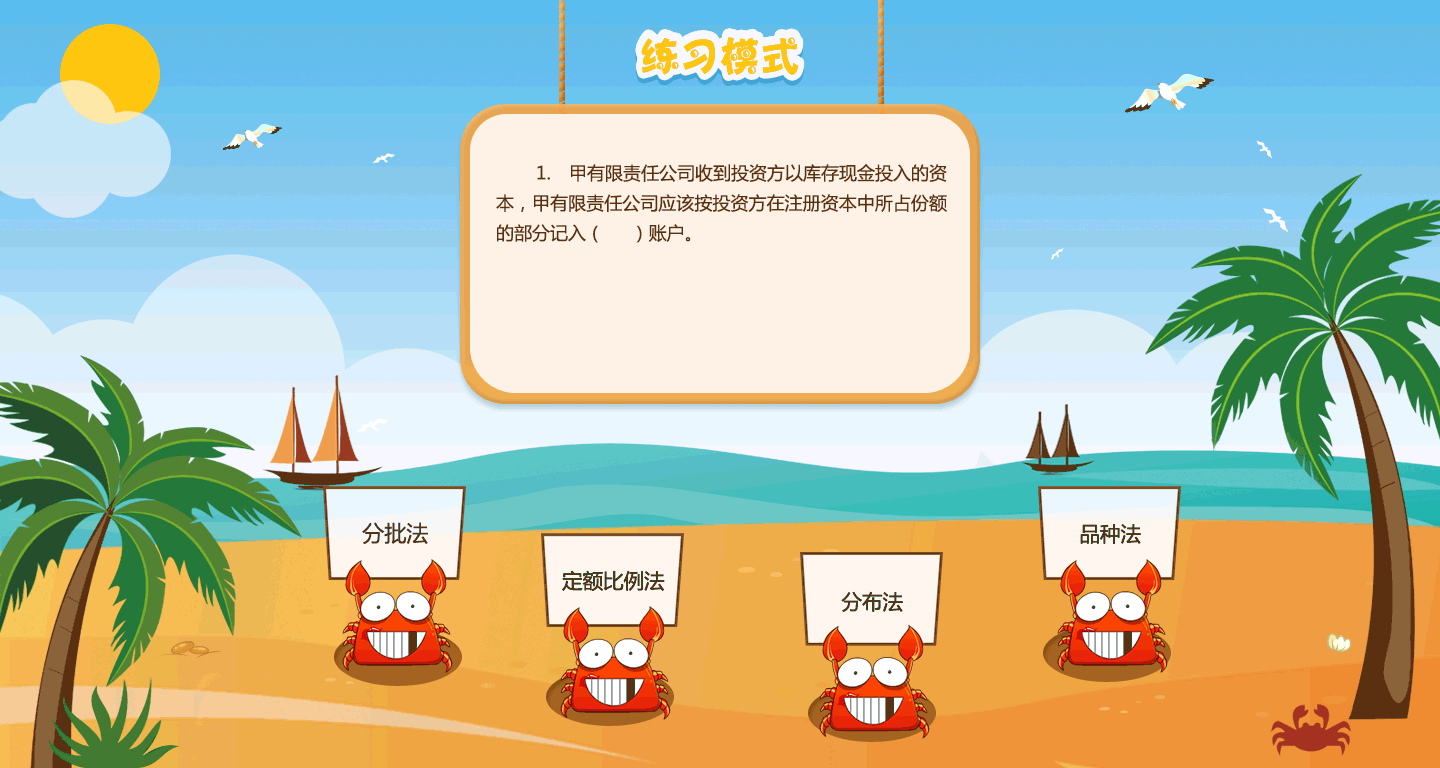 练习模式
1. 甲有限责任公司收到投资方以库存现金投入的资
本，甲有限责任公司应该按投资方在注册资本中所占份额
的部分记入（　　）账户。
分批法
定额比例法
分布法
品种法